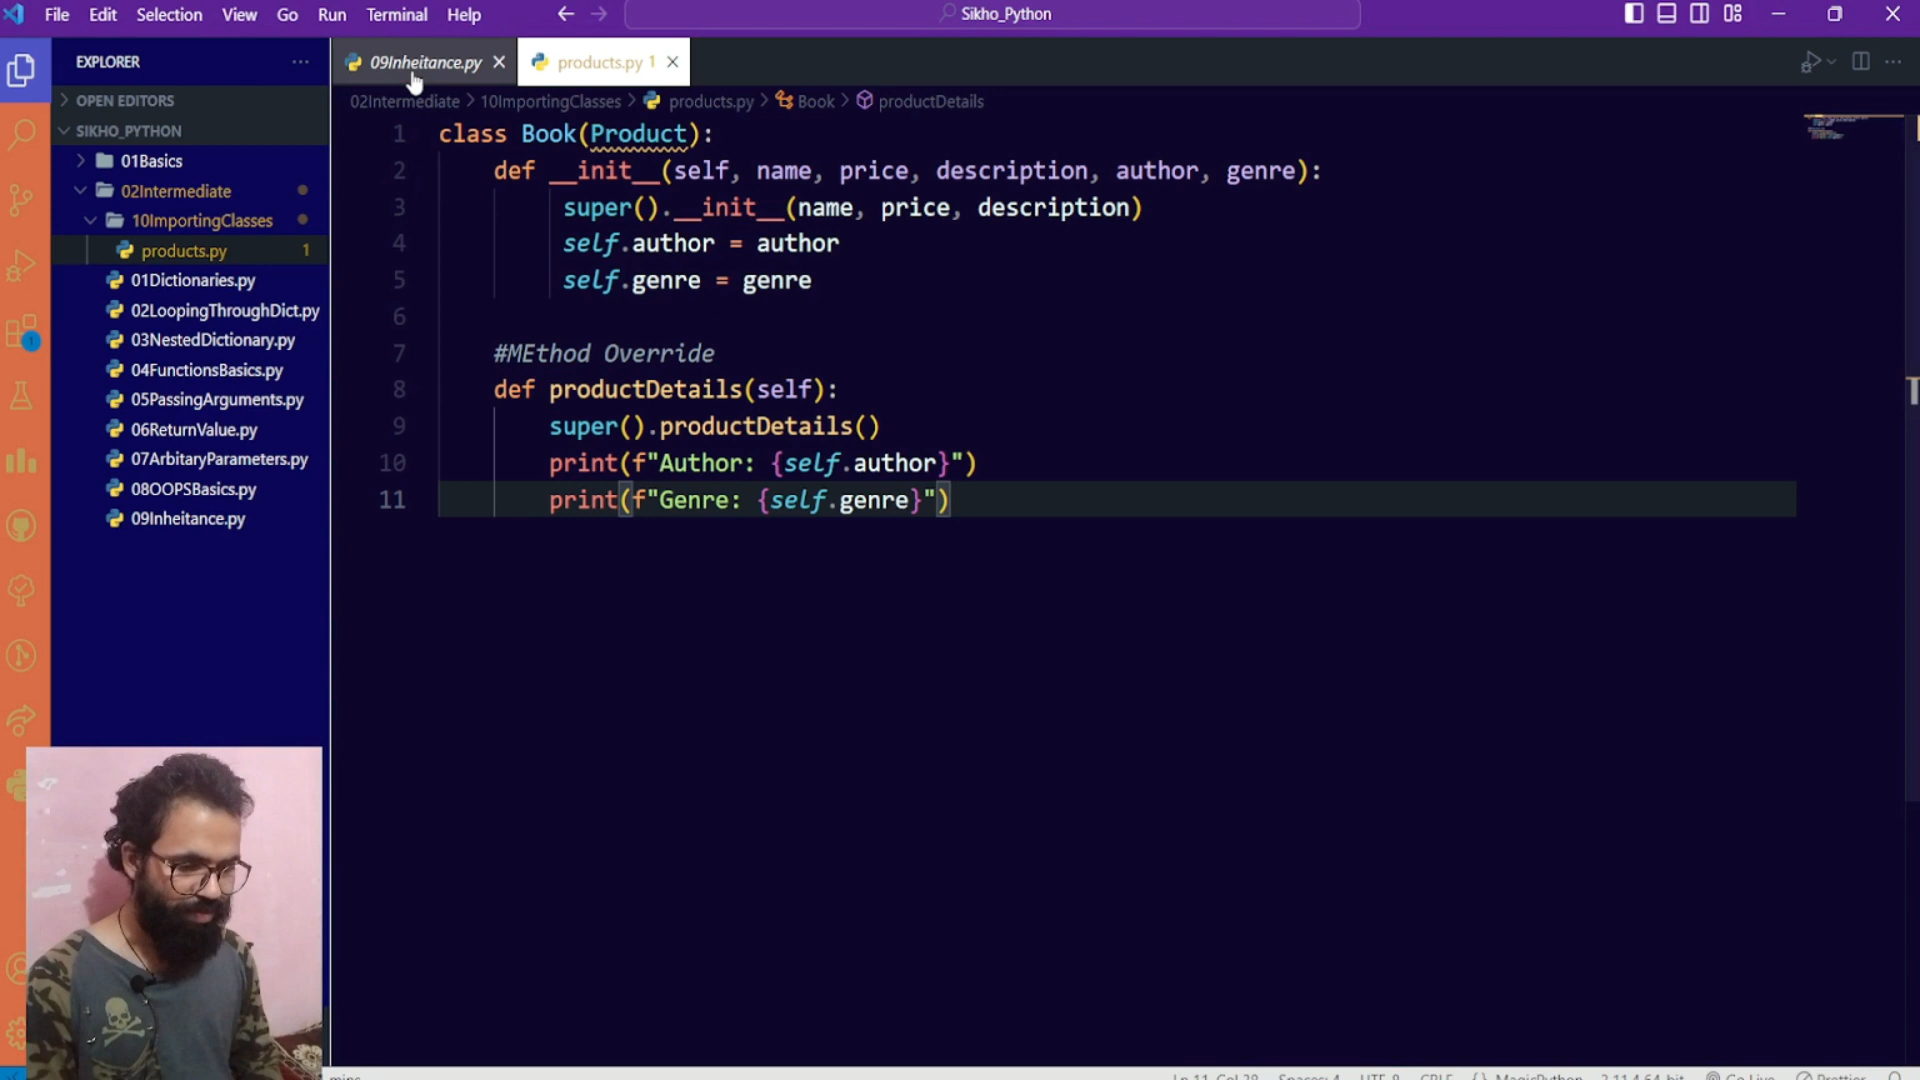 File Edit Selection View Go Run Terminal Help
Sikho_Python
EXPLORER
OPEN EDITORS
SIKHO_PYTHON
01Basics
02Intermediate
10ImportingClasses
products.py 1
01Dictionaries.py
02LoopingThroughDict.py
03NestedDictionary.py
04FunctionsBasics.py
05PassingArguments.py
06ReturnValue.py
07ArbitaryParameters.py
08OOPSBasics.py
09Inheitance.py
1
09Inheitance.py
products.py 1
02Intermediate > 10ImportingClasses > products.py > Book > productDetails
1 class Book(Product):
2 def __init__(self, name, price, description, author, genre):
3 super().__init__(name, price, description)
4 self.author = author
5 self.genre = genre
6
7 #MEthod Override
8 def productDetails(self):
9 super().productDetails()
10 print(f"Author: {self.author}")
11 print(f"Genre: {self.genre}")